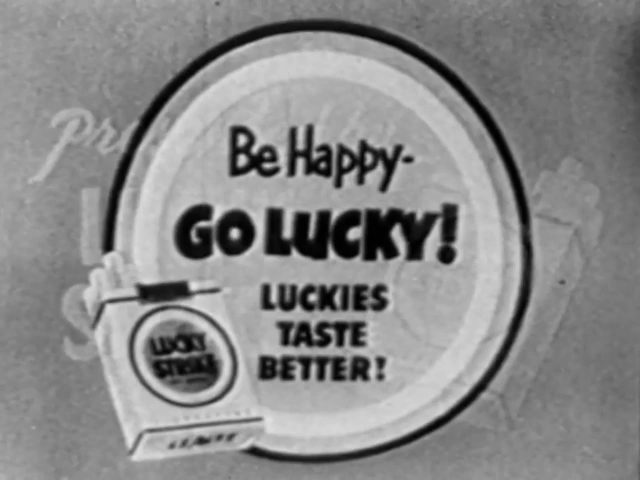 Be Happy-
GO LUCKY!
LUCKIES
TASTE
BETTER!
LUCKY
STRIKE